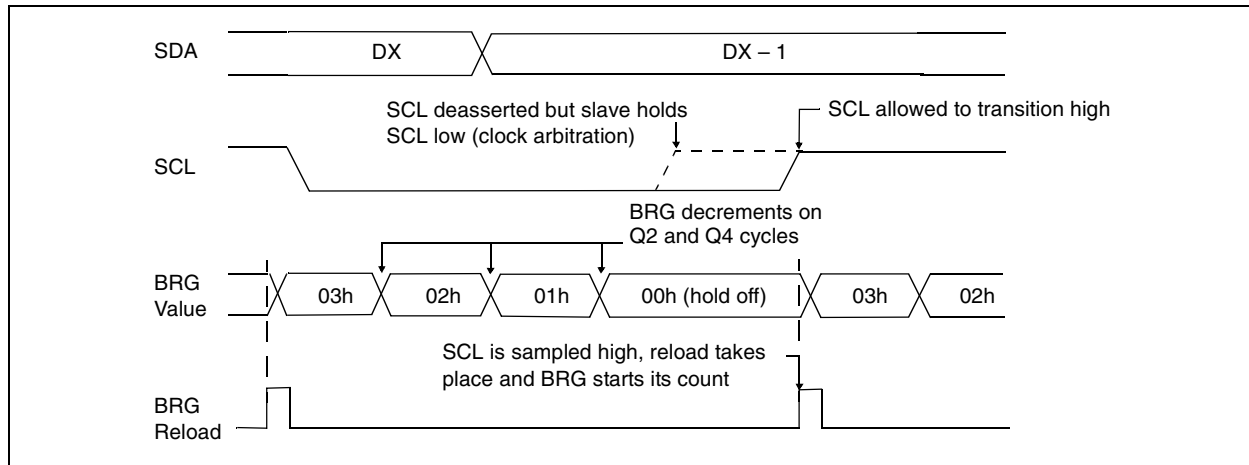 SDA
DX
DX – 1
SCL deasserted but slave holds
SCL low (clock arbitration)
SCL allowed to transition high
SCL
BRG decrements on
Q2 and Q4 cycles
BRG
Value
03h
02h
01h
00h (hold off)
03h
02h
SCL is sampled high, reload takes
place and BRG starts its count
BRG
Reload